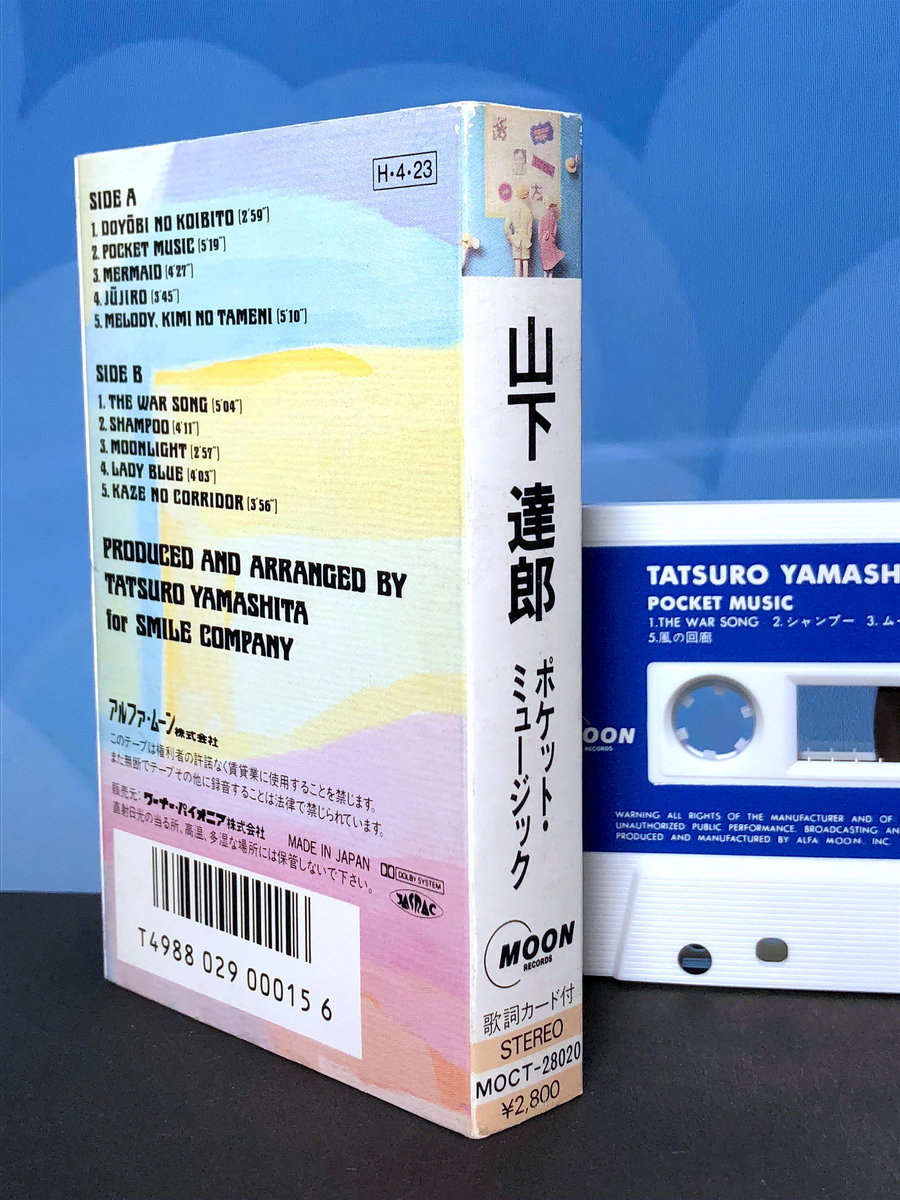 H·4·23
SIDE A
1. DOYŌBI NO KOIBITO (2'59")
2. POCKET MUSIC (5'19")
3. MERMAID (4'27")
4. JŪJIRO (3'45")
5. MELODY, KIMI NO TAMENI (5'10")
SIDE B
1. THE WAR SONG (5'04")
2. SHAMPOO (4'11")
3. MOONLIGHT (2'57")
4. LADY BLUE (4'03")
5. KAZE NO CORRIDOR (3'56")
PRODUCED AND ARRANGED BY
TATSURO YAMASHITA
for SMILE COMPANY
アルファ・ムーン株式会社
このテープは権利者の許諾なく賃貸業に使用することを禁じます。
また無断でテープその他に録音することは法律で禁じられています。
販売元:ワーナー・パイオニア株式会社
直射日光の当る所、高温、多湿な場所には保管しないで下さい。
MADE IN JAPAN
DOLBY SYSTEM
JASRAC
T4988 029 00015 6
山下 達郎
ポケット・
ミュージック
MOON
RECORDS
歌詞カード付
STEREO
MOCT-28020
¥2,800
TATSURO YAMASH
POCKET MUSIC
1.THE WAR SONG 2.シャンプー 3.ム
5.風の回廊
MOON
RECORDS
WARNING ALL RIGHTS OF THE MANUFACTURER AND OF
UNAUTHORIZED PUBLIC PERFORMANCE. BROADCASTING AN
PRODUCED AND MANUFACTURED BY ALFA MOON. INC.